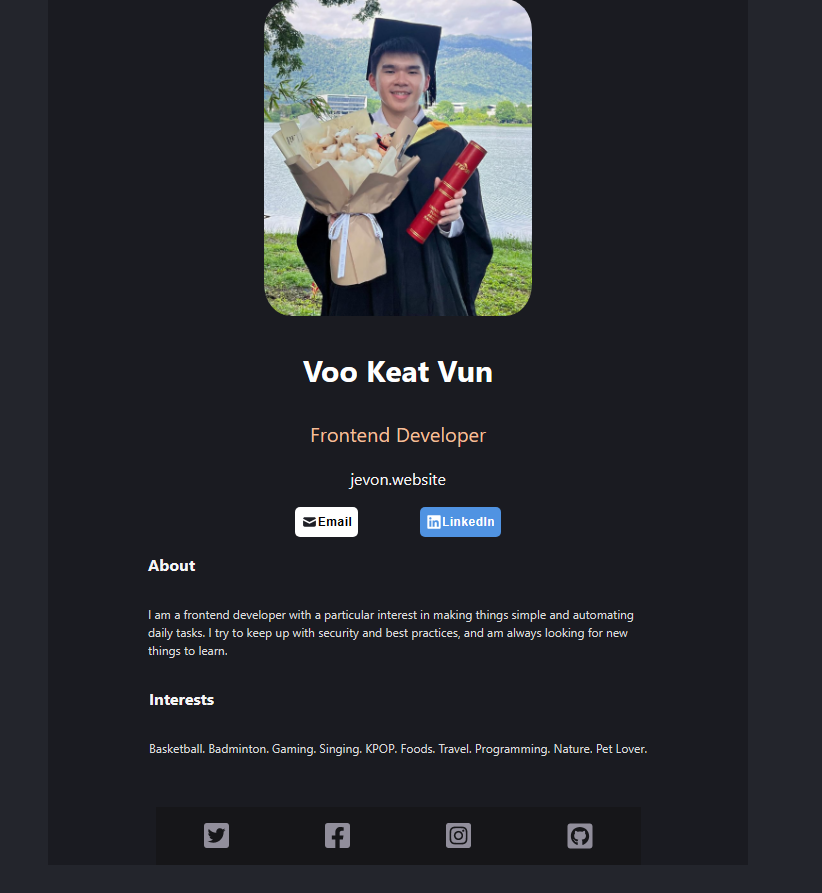 Voo Keat Vun
Frontend Developer
jevon.website
Email
LinkedIn
About
I am a frontend developer with a particular interest in making things simple and automating
daily tasks. I try to keep up with security and best practices, and am always looking for new
things to learn.
Interests
Basketball. Badminton. Gaming. Singing. KPOP. Foods. Travel. Programming. Nature. Pet Lover.